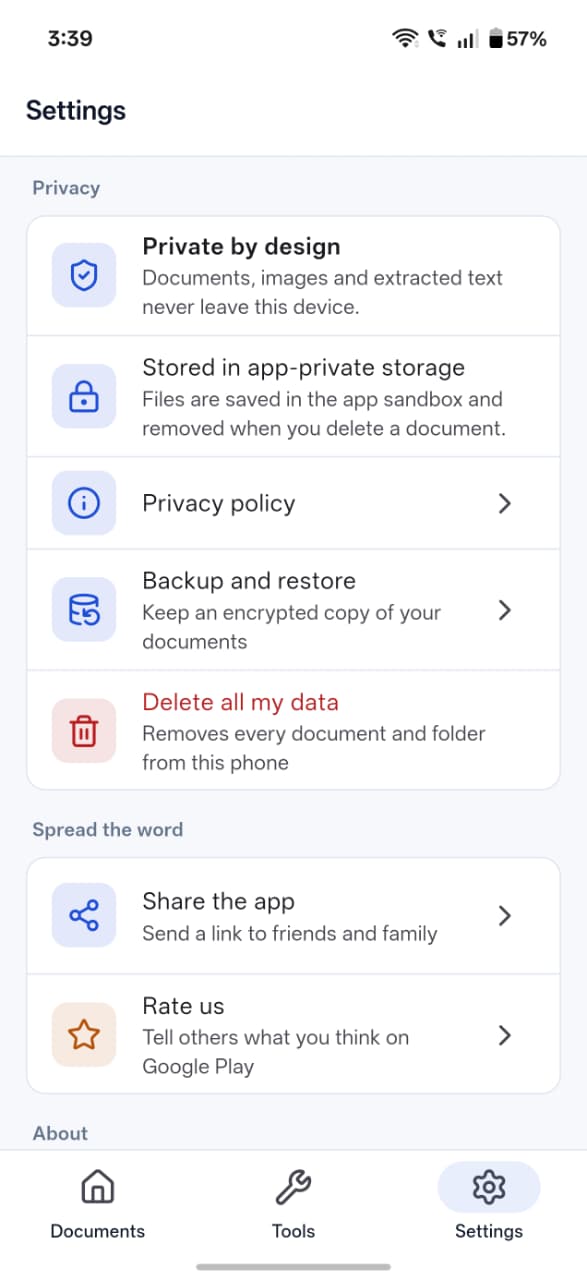 3:39
57%
Settings
Privacy
Private by design
Documents, images and extracted text
never leave this device.
Stored in app-private storage
Files are saved in the app sandbox and
removed when you delete a document.
Privacy policy
Backup and restore
Keep an encrypted copy of your
documents
Delete all my data
Removes every document and folder
from this phone
Spread the word
Share the app
Send a link to friends and family
Rate us
Tell others what you think on
Google Play
About
Documents
Tools
Settings